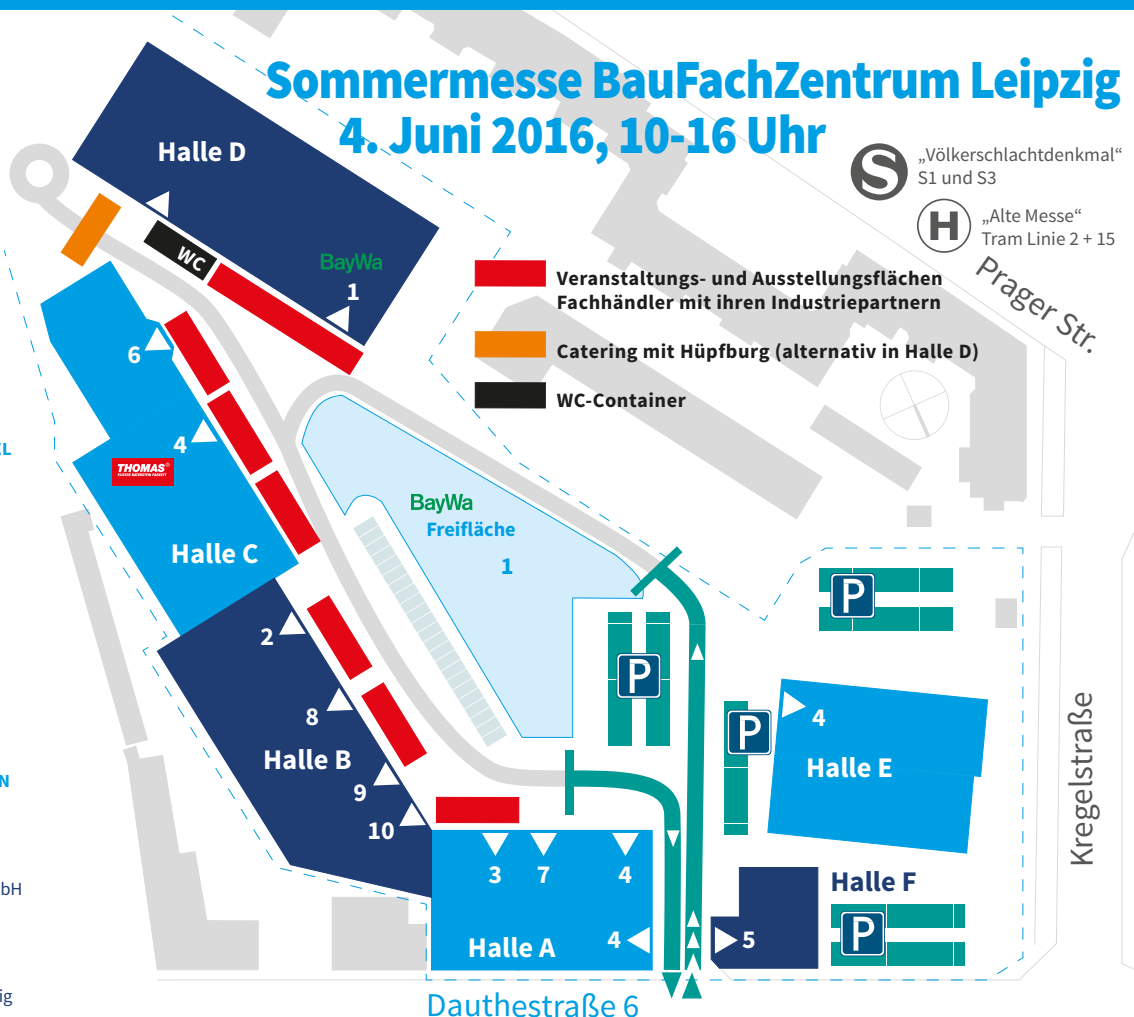 Sommermesse BauFachZentrum Leipzig
4. Juni 2016, 10-16 Uhr
Halle D
S
„Völkerschlachtdenkmal“
S1 und S3
H
„Alte Messe“
Tram Linie 2 + 15
Prager Str.
WC
BayWa
1
Veranstaltungs- und Ausstellungsflächen
Fachhändler mit ihren Industriepartnern
Catering mit Hüpfburg (alternativ in Halle D)
WC-Container
6
4
EL
THOMAS®
Halle C
BayWa
Freifläche
1
P
2
P
8
P
4
Halle B
Halle E
Kregelstraße
N
9
10
3
7
4
bH
Halle F
P
Halle A
4
5
ig
Dauthestraße 6